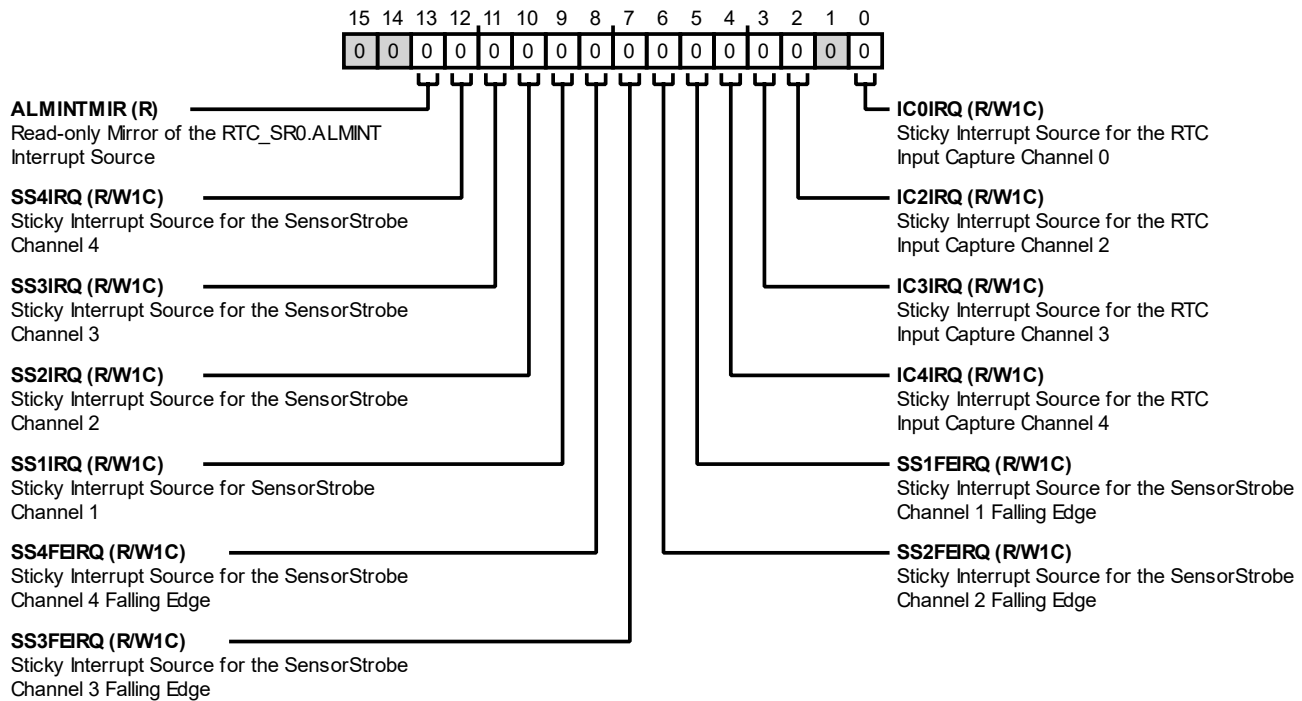 15 14 13 12 11 10 9 8 7 6 5 4 3 2 1 0
0 0 0 0 0 0 0 0 0 0 0 0 0 0 0 0
ALMINTMIR (R)
Read-only Mirror of the RTC_SR0.ALMINT
Interrupt Source
SS4IRQ (R/W1C)
Sticky Interrupt Source for the SensorStrobe
Channel 4
SS3IRQ (R/W1C)
Sticky Interrupt Source for the SensorStrobe
Channel 3
SS2IRQ (R/W1C)
Sticky Interrupt Source for the SensorStrobe
Channel 2
SS1IRQ (R/W1C)
Sticky Interrupt Source for SensorStrobe
Channel 1
SS4FEIRQ (R/W1C)
Sticky Interrupt Source for the SensorStrobe
Channel 4 Falling Edge
SS3FEIRQ (R/W1C)
Sticky Interrupt Source for the SensorStrobe
Channel 3 Falling Edge
IC0IRQ (R/W1C)
Sticky Interrupt Source for the RTC
Input Capture Channel 0
IC2IRQ (R/W1C)
Sticky Interrupt Source for the RTC
Input Capture Channel 2
IC3IRQ (R/W1C)
Sticky Interrupt Source for the RTC
Input Capture Channel 3
IC4IRQ (R/W1C)
Sticky Interrupt Source for the RTC
Input Capture Channel 4
SS1FEIRQ (R/W1C)
Sticky Interrupt Source for the SensorStrobe
Channel 1 Falling Edge
SS2FEIRQ (R/W1C)
Sticky Interrupt Source for the SensorStrobe
Channel 2 Falling Edge